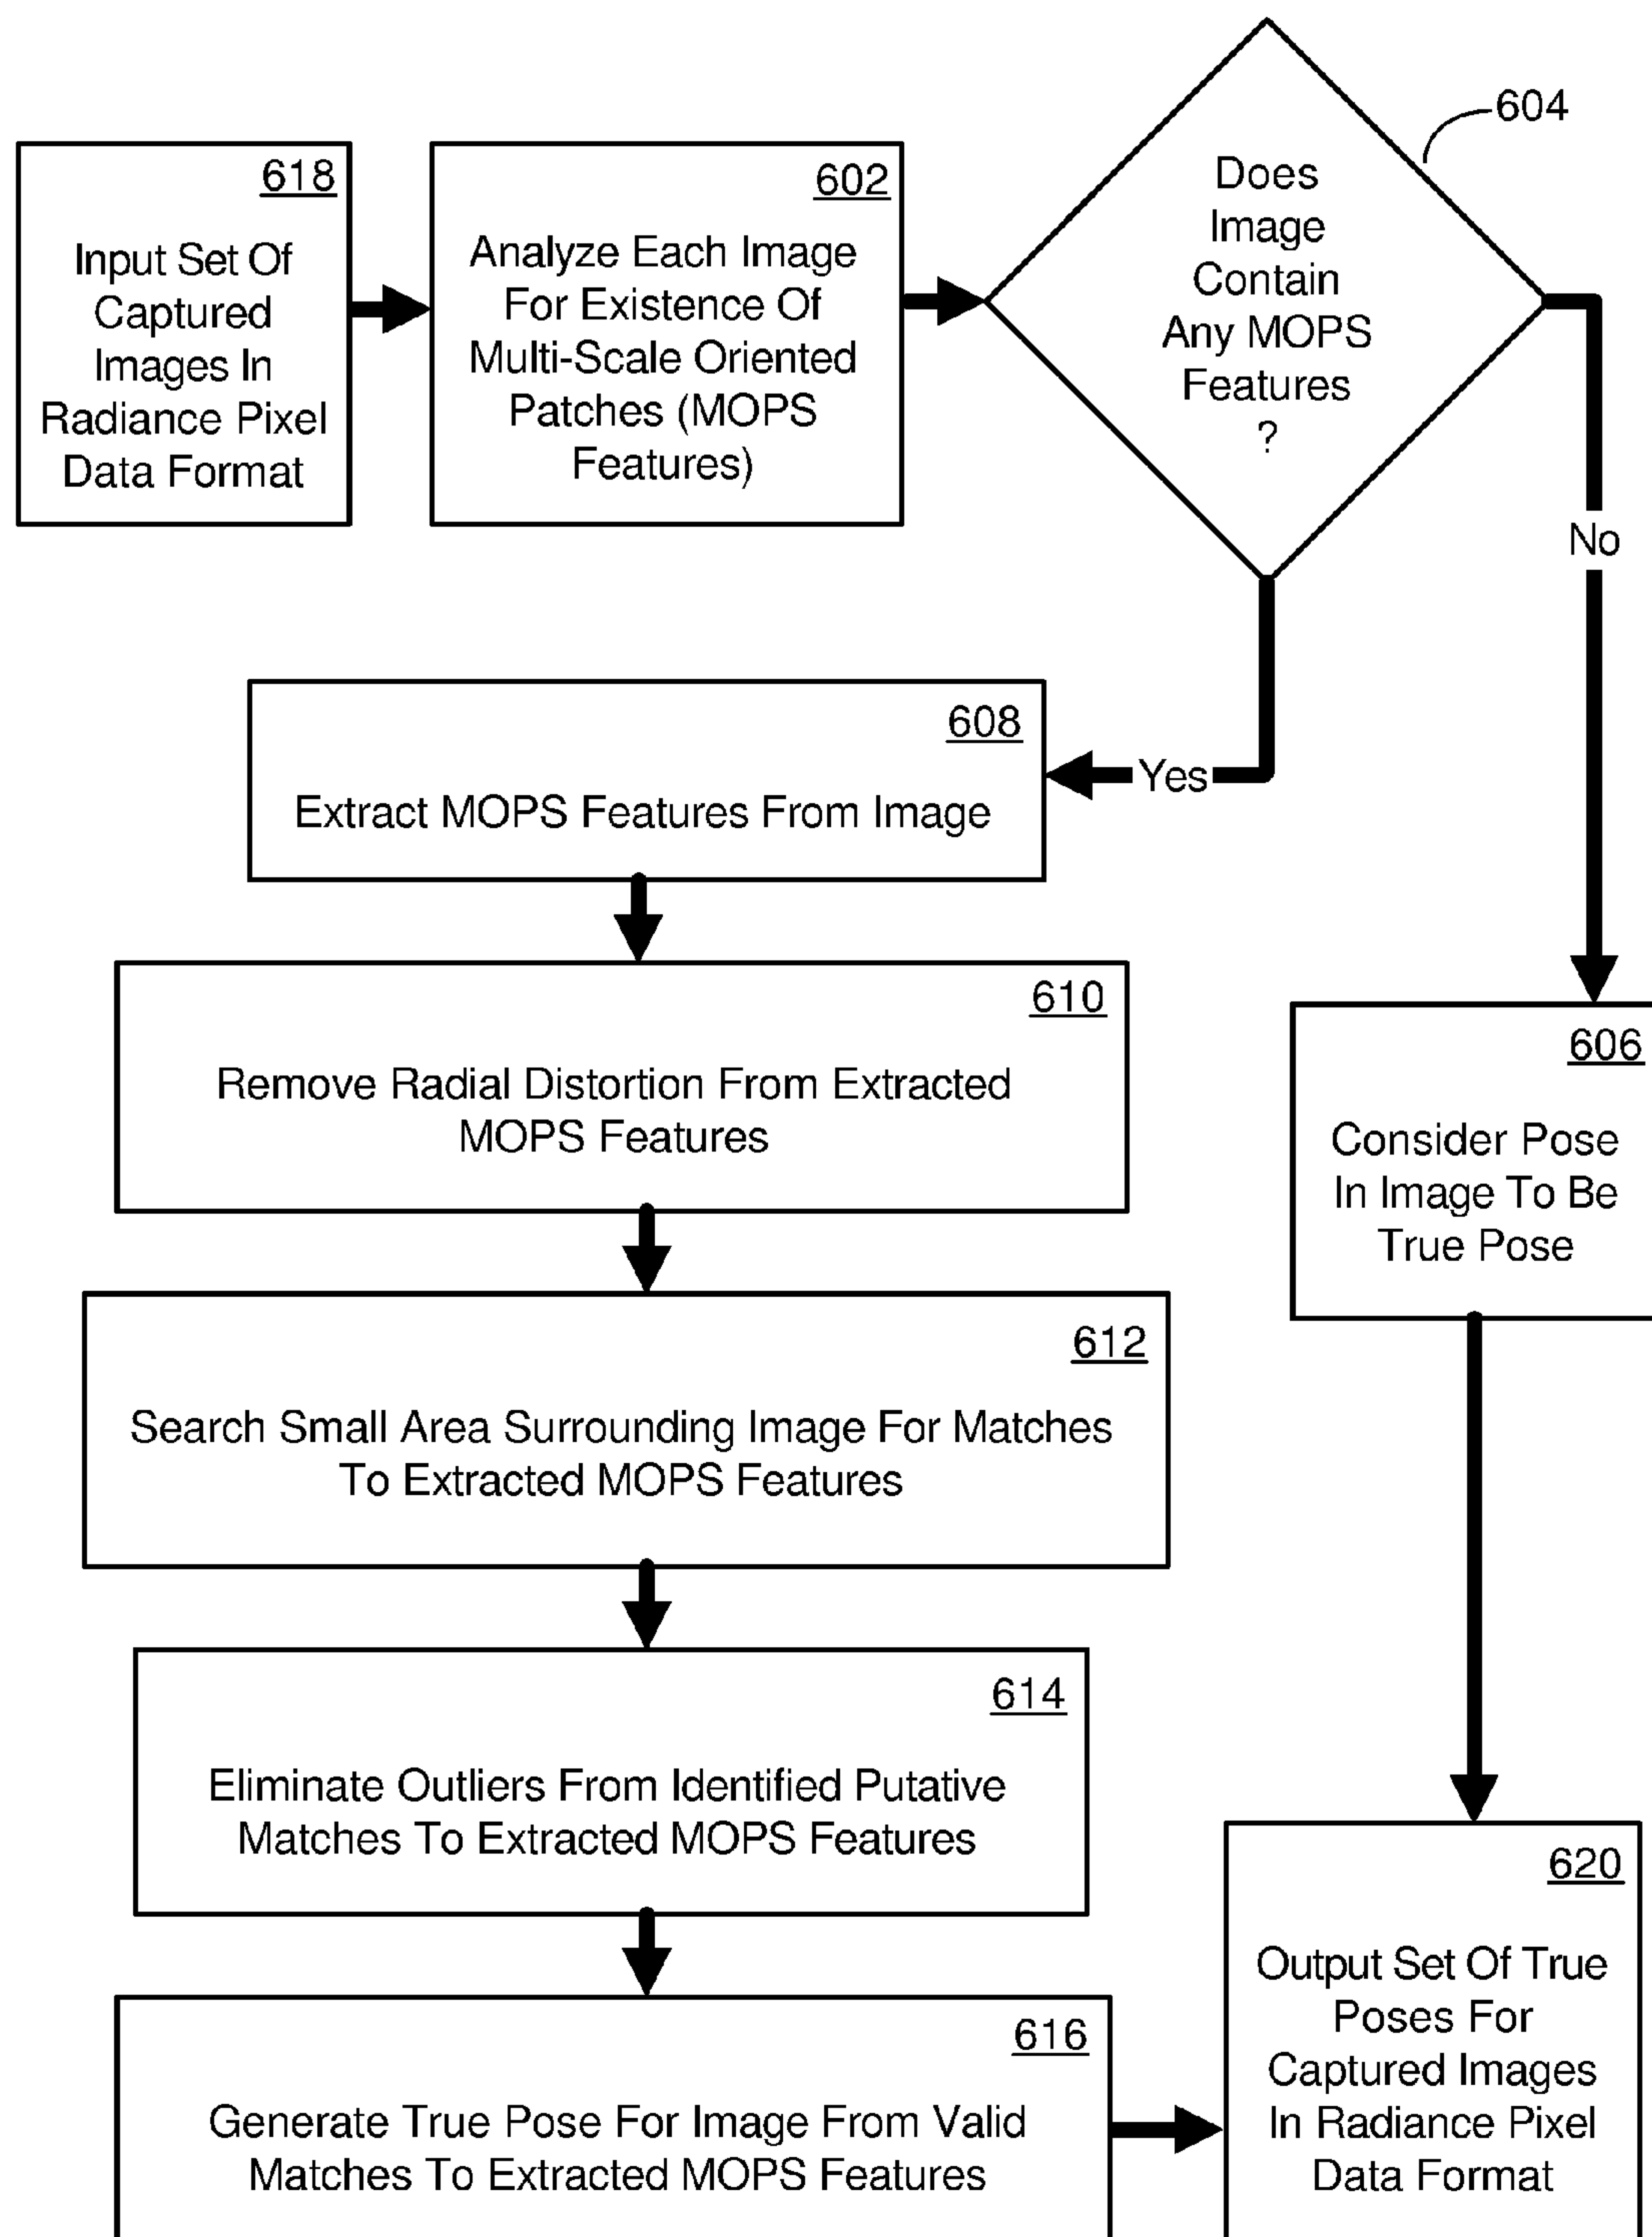 618
Input Set Of
Captured
Images In
Radiance Pixel
Data Format
602
Analyze Each Image
For Existence Of
Multi-Scale Oriented
Patches (MOPS
Features)
604
Does
Image
Contain
Any MOPS
Features
?
No
Yes
608
Extract MOPS Features From Image
610
Remove Radial Distortion From Extracted
MOPS Features
606
Consider Pose
In Image To Be
True Pose
612
Search Small Area Surrounding Image For Matches
To Extracted MOPS Features
614
Eliminate Outliers From Identified Putative
Matches To Extracted MOPS Features
616
Generate True Pose For Image From Valid
Matches To Extracted MOPS Features
620
Output Set Of True
Poses For
Captured Images
In Radiance Pixel
Data Format